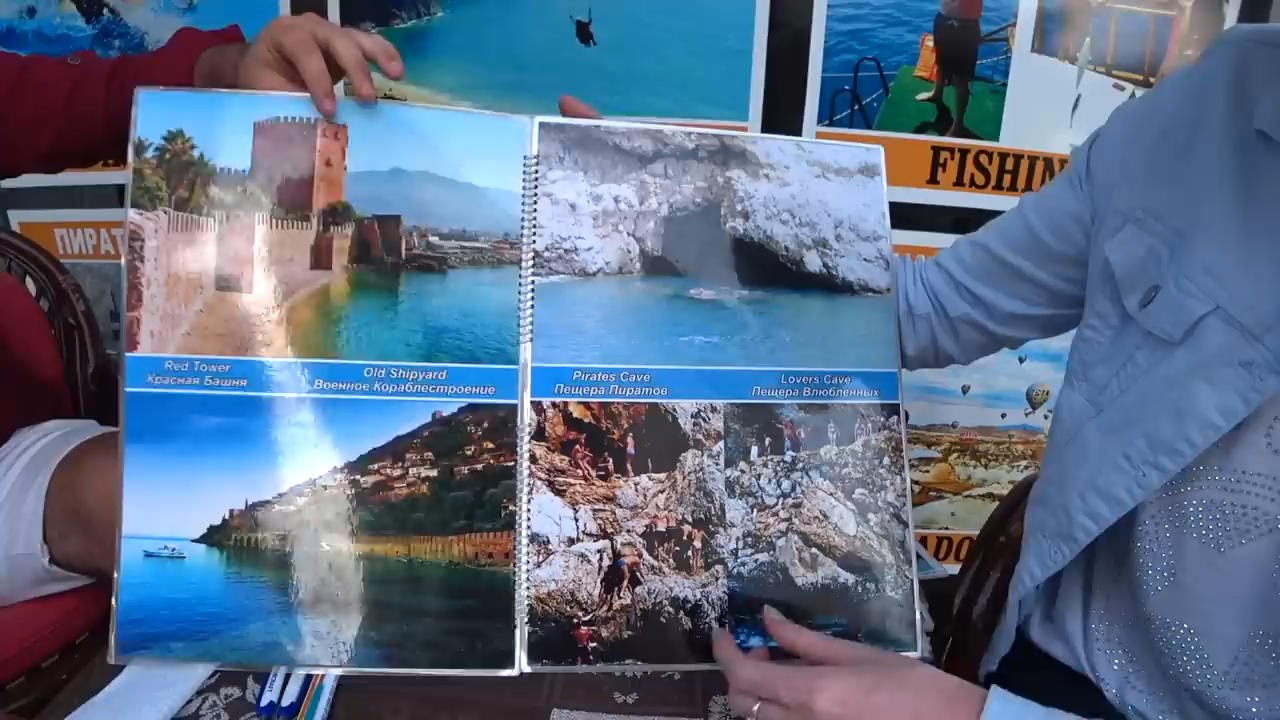 FISHIN
ПИРАТ
Red Tower
Красная Башня
Old Shipyard
Военное Кораблестроение
Pirates Cave
Пещера Пиратов
Lovers Cave
Пещера Влюбленных
ADO